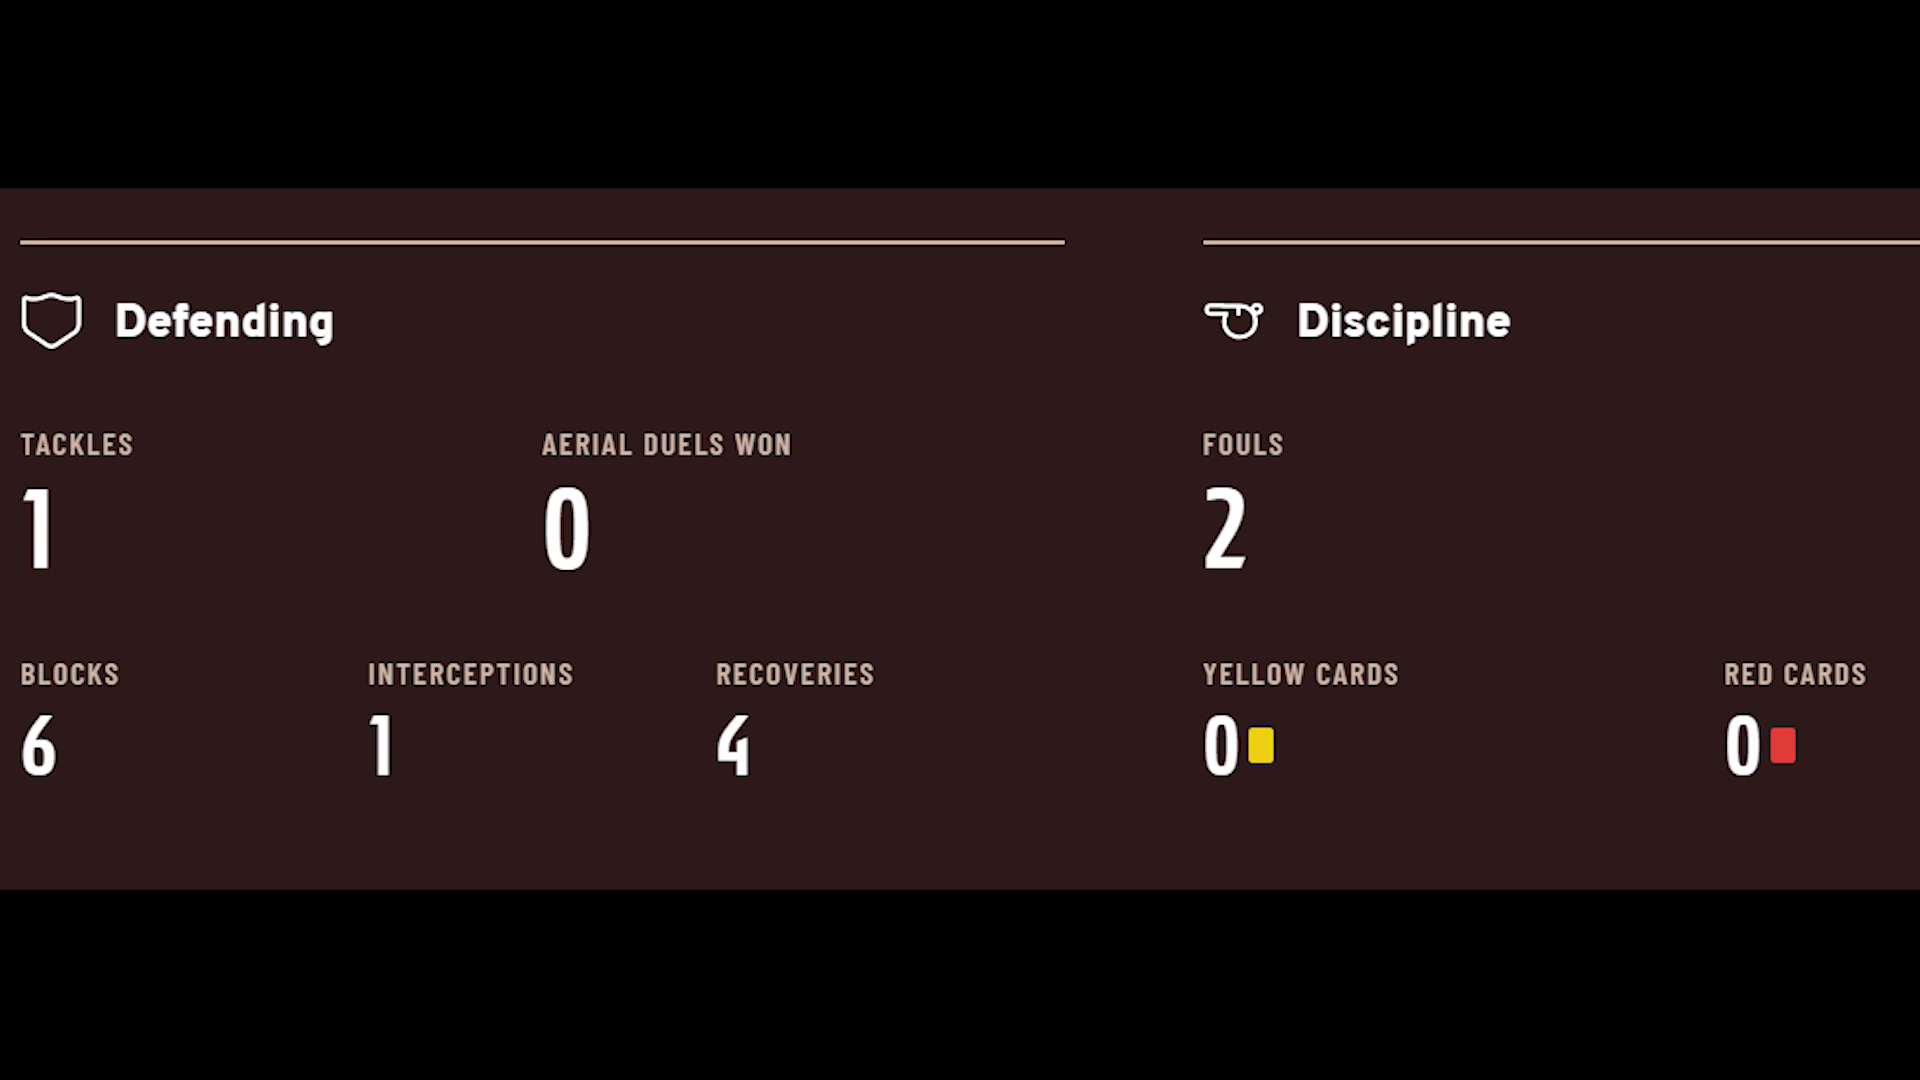 Defending
TACKLES
1
AERIAL DUELS WON
0
BLOCKS
6
INTERCEPTIONS
1
RECOVERIES
4
Discipline
FOULS
2
YELLOW CARDS
0
RED CARDS
0